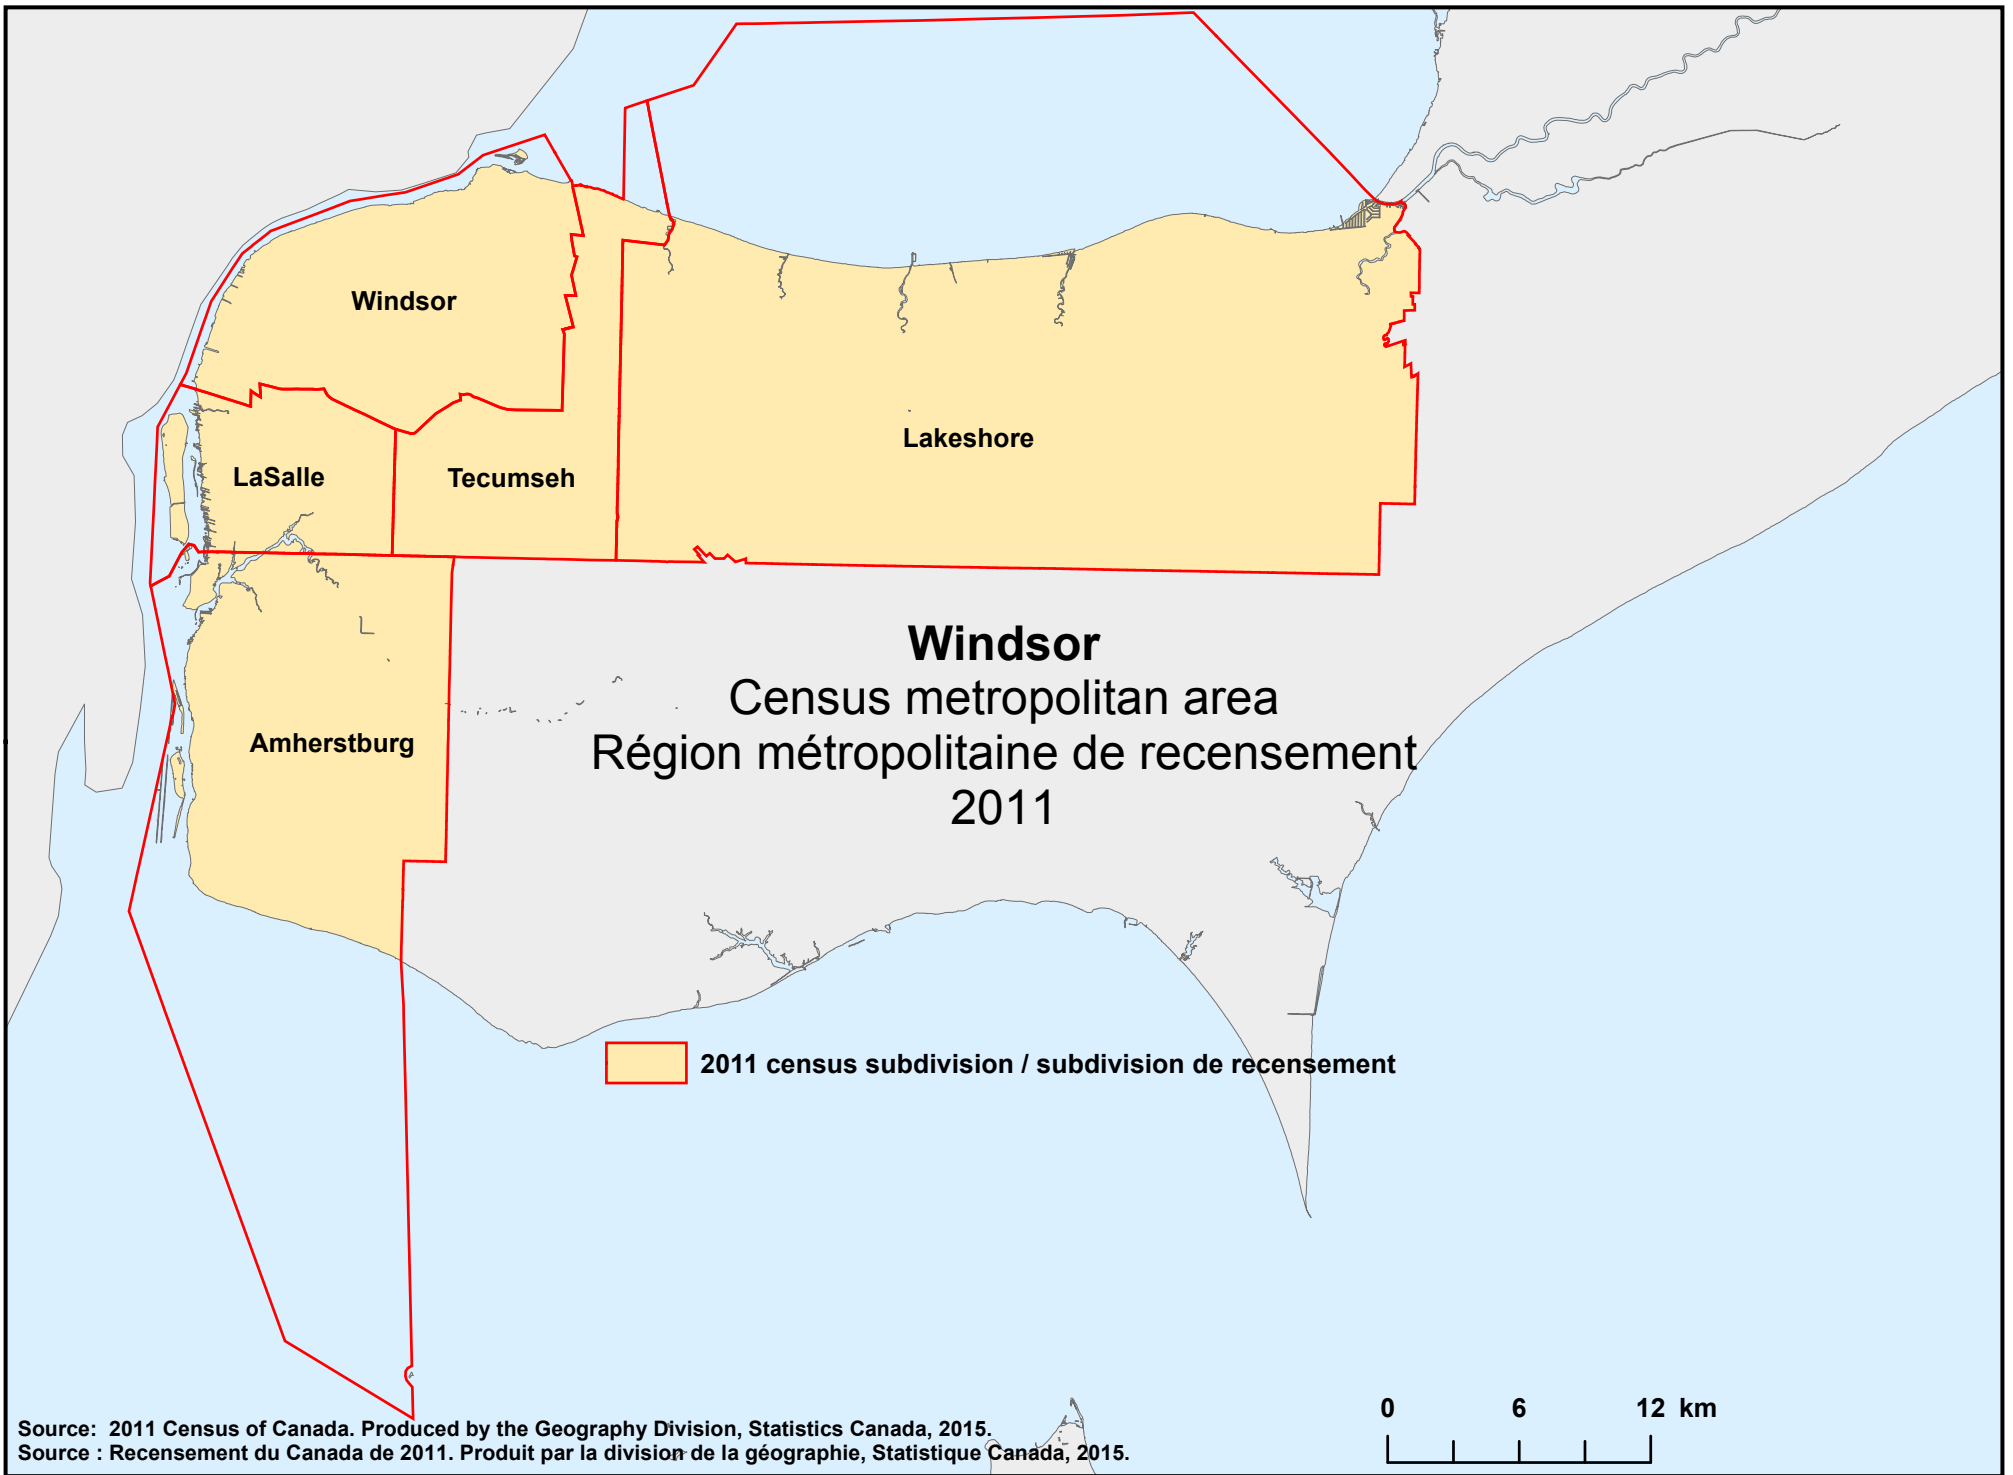 Windsor
Lakeshore
LaSalle
Tecumseh
Amherstburg
Windsor
Census metropolitan area
Région métropolitaine de recensement
2011
2011 census subdivision / subdivision de recensement
0 6 12 km
Source: 2011 Census of Canada. Produced by the Geography Division, Statistics Canada, 2015.
Source : Recensement du Canada de 2011. Produit par la division de la géographie, Statistique Canada, 2015.